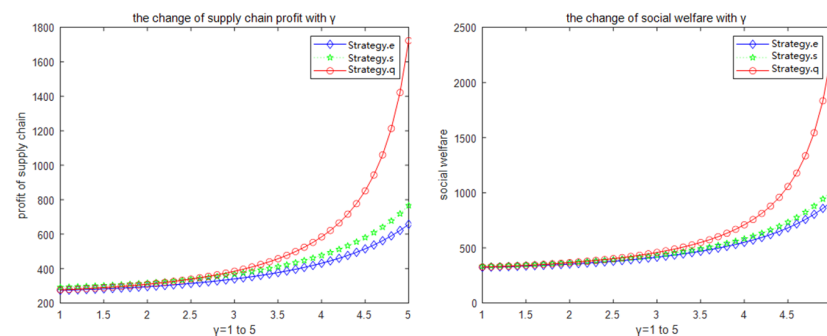 the change of supply chain profit with γ
1800
1600
1400
1200
1000
800
600
400
200
profit of supply chain
Strategy.e
Strategy.s
Strategy.q
1 1.5 2 2.5 3 3.5 4 4.5 5
γ=1 to 5
the change of social welfare with γ
2500
2000
1500
1000
500
0
social welfare
Strategy.e
Strategy.s
Strategy.q
1 1.5 2 2.5 3 3.5 4 4.5
γ=1 to 5